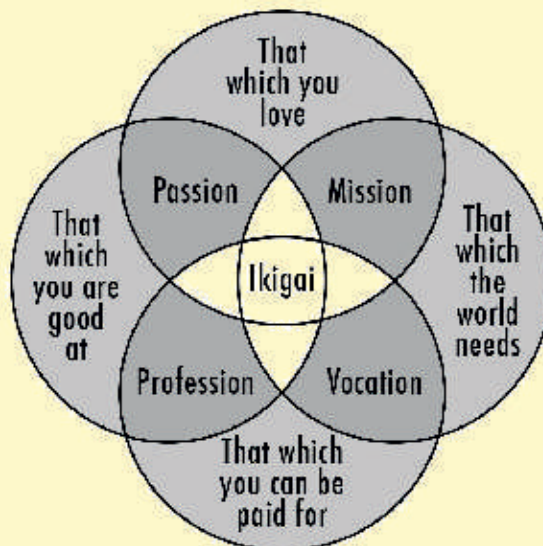 That
which you
love
Passion
Mission
That
which
you are
good
at
Ikigai
That
which
the
world
needs
Profession
Vocation
That which
you can be
paid for